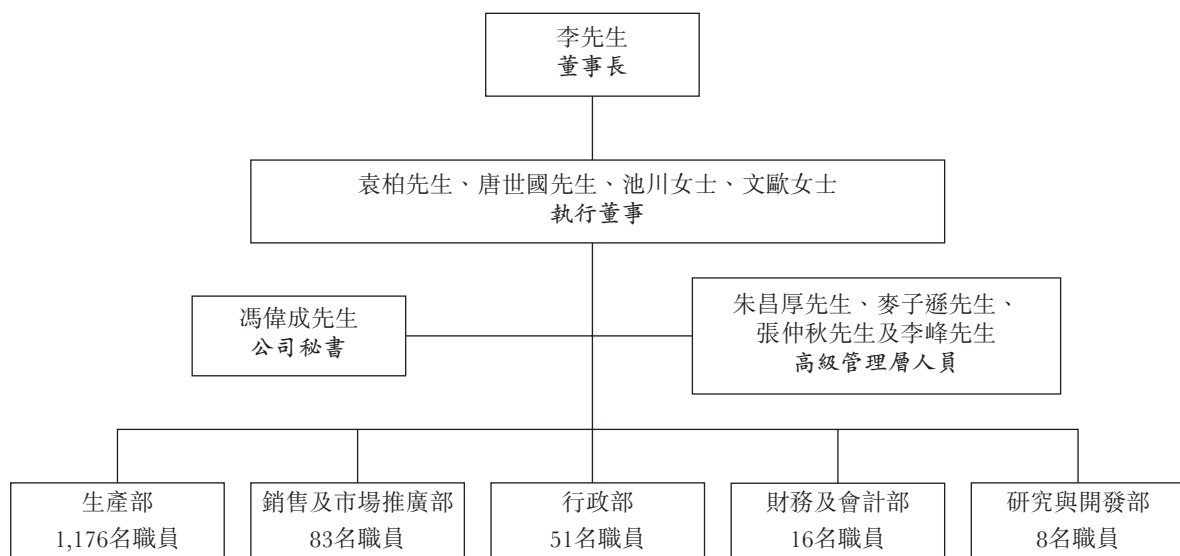 李先生
董事長
袁柏先生、唐世國先生、池川女士、文歐女士
執行董事
馮偉成先生
公司秘書
朱昌厚先生、麥子遜先生、
張仲秋先生及李峰先生
高級管理層人員
生產部
1,176名職員
銷售及市場推廣部
83名職員
行政部
51名職員
財務及會計部
16名職員
研究與開發部
8名職員